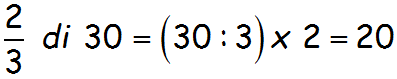 2/3 di 30 = (30 : 3) x 2 = 20